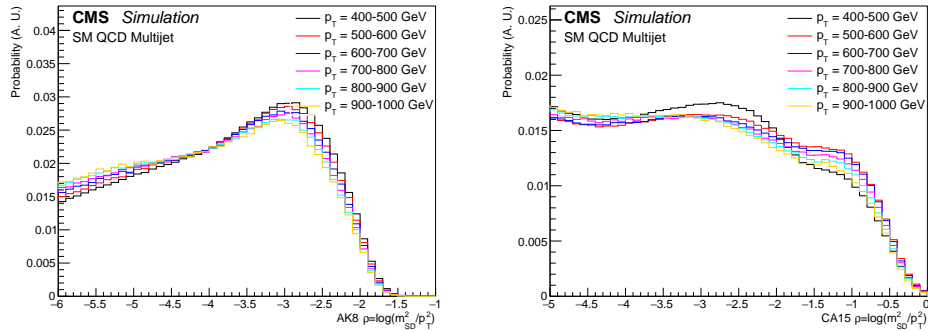 CMS Simulation
SM QCD Multijet
p_T = 400-500 GeV
p_T = 500-600 GeV
p_T = 600-700 GeV
p_T = 700-800 GeV
p_T = 800-900 GeV
p_T = 900-1000 GeV
Probability (A. U.)
0.04
0.035
0.03
0.025
0.02
0.015
0.01
0.005
0
−6 −5.5 −5 −4.5 −4 −3.5 −3 −2.5 −2 −1.5 −1
AK8 ρ=log(m²_SD/p²_T)
CMS Simulation
SM QCD Multijet
p_T = 400-500 GeV
p_T = 500-600 GeV
p_T = 600-700 GeV
p_T = 700-800 GeV
p_T = 800-900 GeV
p_T = 900-1000 GeV
Probability (A. U.)
0.025
0.02
0.015
0.01
0.005
0
−5 −4.5 −4 −3.5 −3 −2.5 −2 −1.5 −1 −0.5 0
CA15 ρ=log(m²_SD/p²_T)